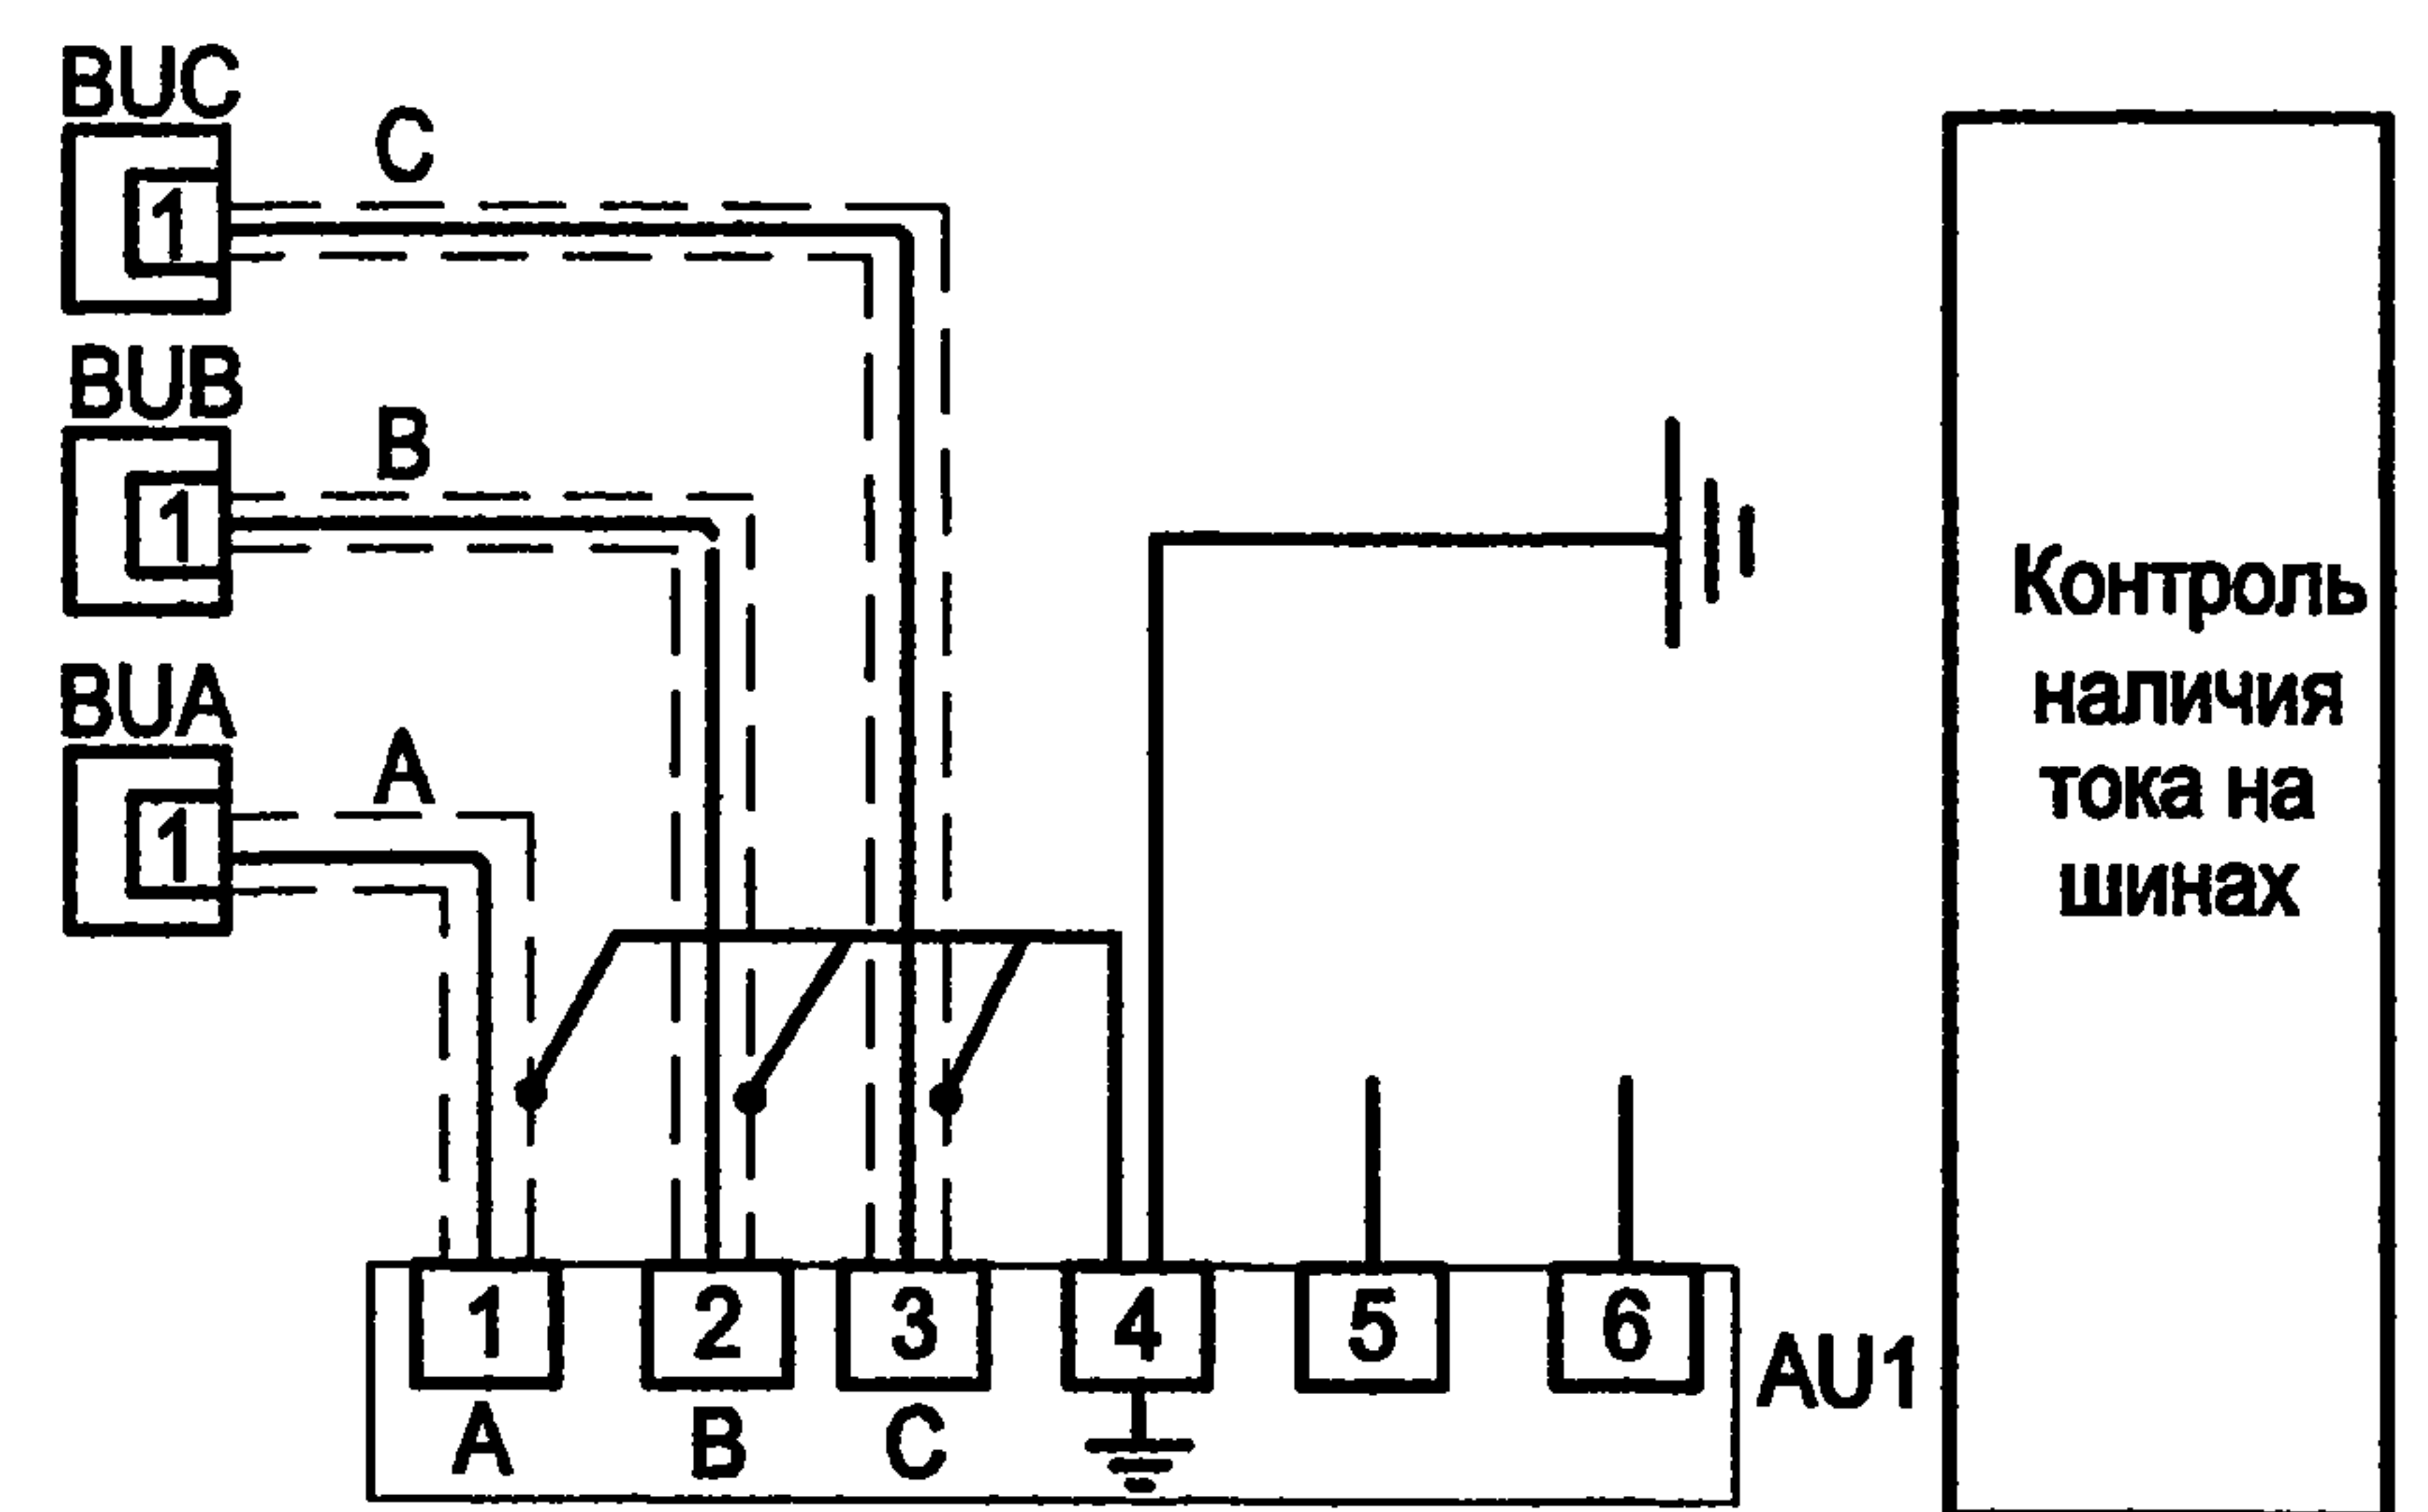 BUC
C
1
BUB
B
1
BUA
A
1
Контроль
наличия
тока на
шинах
1 2 3 4 5 6
AU1
A B C